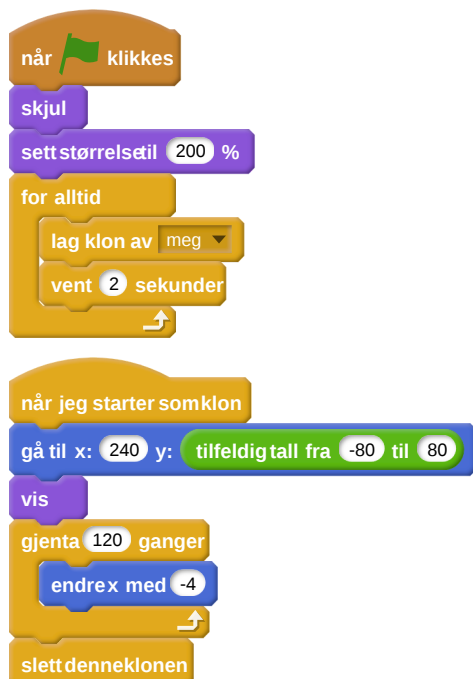 når klikkes
skjul
sett størrelse til 200 %
for alltid
lag klon av meg
vent 2 sekunder
når jeg starter som klon
gå til x: 240 y: tilfeldig tall fra -80 til 80
vis
gjenta 120 ganger
endre x med -4
slett denne klonen